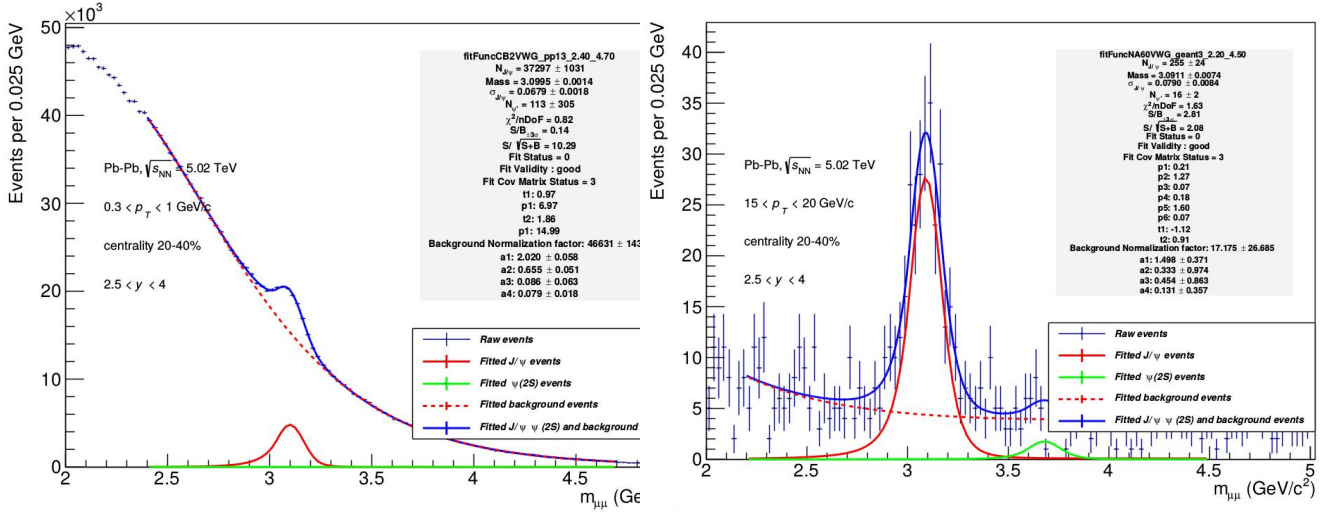 ×10³
50
40
30
20
10
0
Events per 0.025 GeV
2
2.5
3
3.5
4
4.5
m_μμ (Ge
Pb-Pb, √s_NN = 5.02 TeV
0.3 < p_T < 1 GeV/c
centrality 20-40%
2.5 < y < 4
fitFuncCB2VWG_pp13_2.40_4.70
N_J/ψ = 37297 ± 1031
Mass = 3.0995 ± 0.0014
σ_J/ψ = 0.0679 ± 0.0018
N_ψ' = 113 ± 305
χ²/nDoF = 0.82
S/B_±3σ = 0.14
S/ √S+B = 10.29
Fit Status = 0
Fit Validity : good
Fit Cov Matrix Status = 3
t1: 0.97
p1: 6.97
t2: 1.86
p1: 14.99
Background Normalization factor: 46631 ± 143
a1: 2.020 ± 0.058
a2: 0.655 ± 0.051
a3: 0.086 ± 0.063
a4: 0.079 ± 0.018
Raw events
Fitted J/ψ events
Fitted ψ(2S) events
Fitted background events
Fitted J/ψ ψ (2S) and background
Events per 0.025 GeV
40
35
30
25
20
15
10
5
0
2
2.5
3
3.5
4
4.5
5
m_μμ (GeV/c²)
Pb-Pb, √s_NN = 5.02 TeV
15 < p_T < 20 GeV/c
centrality 20-40%
2.5 < y < 4
fitFuncNA60VWG_geant3_2.20_4.50
N_J/ψ = 255 ± 24
Mass = 3.0911 ± 0.0074
σ_J/ψ = 0.0790 ± 0.0084
N_ψ' = 16 ± 2
χ²/nDoF = 1.63
S/B_±3σ = 2.81
S/ √S+B = 2.08
Fit Status = 0
Fit Validity : good
Fit Cov Matrix Status = 3
p1: 0.21
p2: 1.27
p3: 0.07
p4: 0.18
p5: 1.60
p6: 0.07
t1: -1.12
t2: 0.91
Background Normalization factor: 17.175 ± 26.685
a1: 1.498 ± 0.371
a2: 0.333 ± 0.974
a3: 0.454 ± 0.863
a4: 0.131 ± 0.357
Raw events
Fitted J/ψ events
Fitted ψ(2S) events
Fitted background events
Fitted J/ψ ψ (2S) and background events